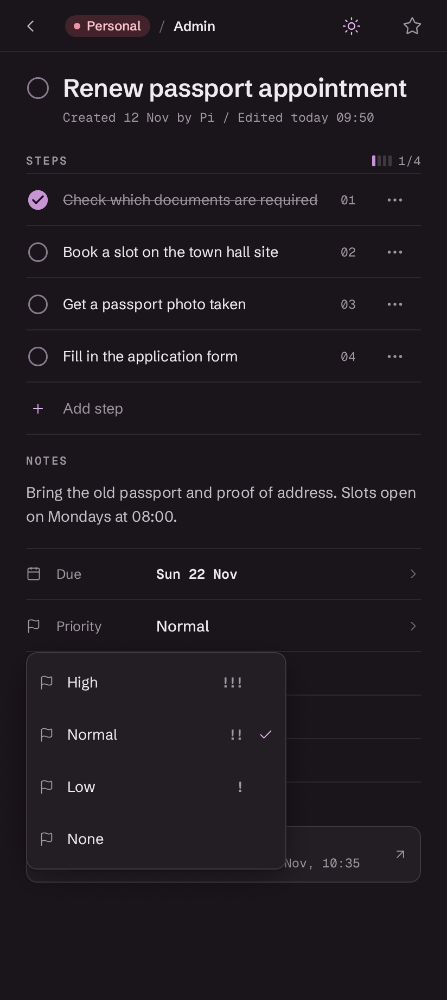 Personal / Admin
Renew passport appointment
Created 12 Nov by Pi / Edited today 09:50
STEPS 1/4
Check which documents are required 01
Book a slot on the town hall site 02
Get a passport photo taken 03
Fill in the application form 04
+ Add step
NOTES
Bring the old passport and proof of address. Slots open
on Mondays at 08:00.
Due Sun 22 Nov
Priority Normal
High !!!
Normal !!
Low !
None
Nov, 10:35